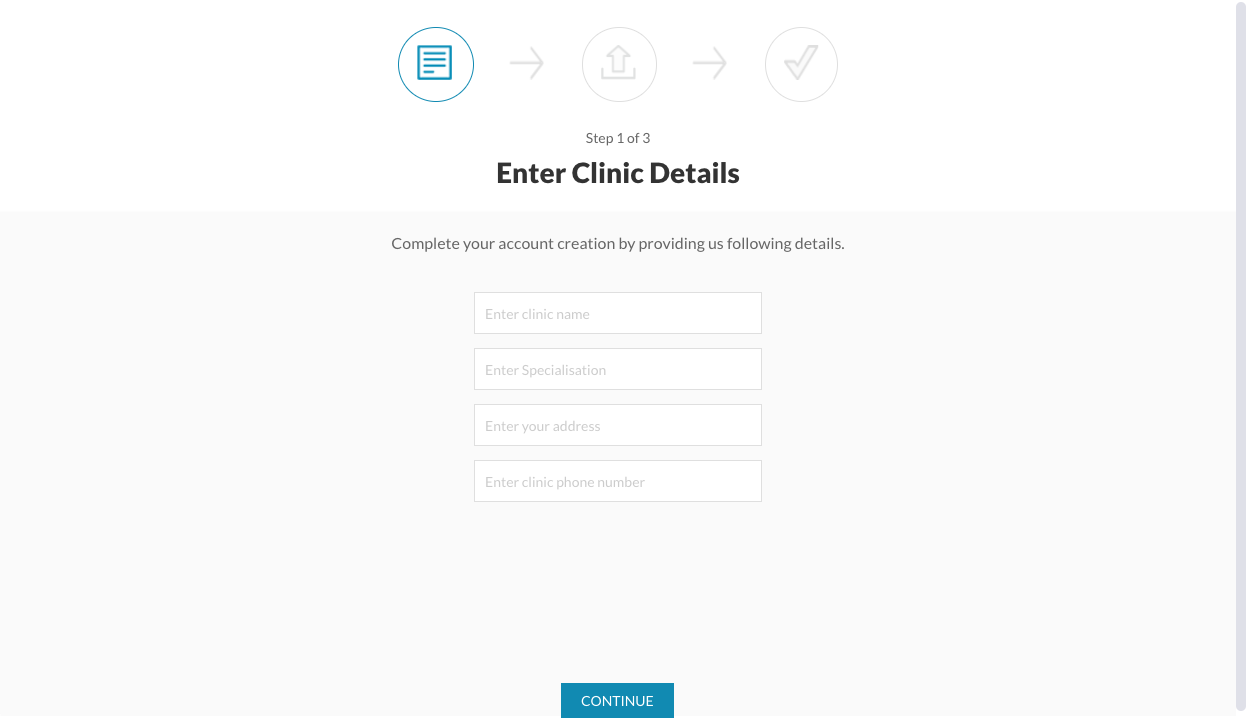 Step 1 of 3
Enter Clinic Details
Complete your account creation by providing us following details.
Enter clinic name
Enter Specialisation
Enter your address
Enter clinic phone number
CONTINUE